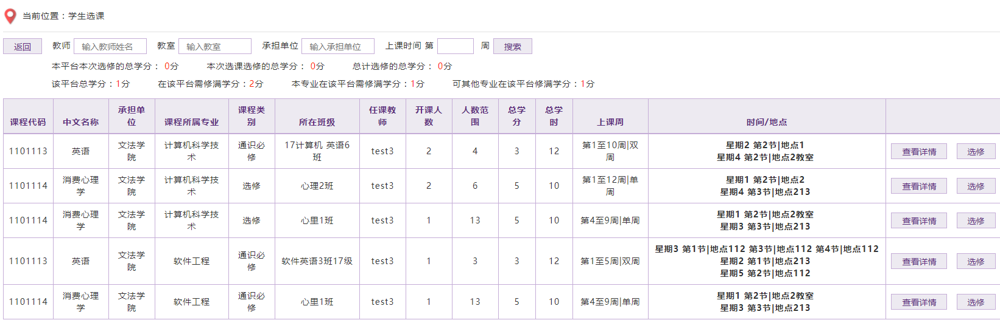 当前位置：学生选课
返回 教师 输入教师姓名 教室 输入教室 承担单位 输入承担单位 上课时间 第 周 搜索
本平台本次选修的总学分： 0分 本次选课选修的总学分： 0分 总计选修的总学分： 0分
该平台总学分：1分 在该平台需修满学分：2分 本专业在该平台需修满学分：1分 可其他专业在该平台修满学分：1分
课程代码 中文名称 承担单位 课程所属专业 课程类别 所在班级 任课教师 开课人数 人数范围 总学分 总学时 上课周 时间/地点
1101113 英语 文法学院 计算机科学技术 通识必修 17计算机 英语6班 test3 2 4 3 12 第1至10周|双周 星期2 第2节|地点1
星期4 第2节|地点2教室 查看详情 选修
1101114 消费心理学 文法学院 计算机科学技术 选修 心理2班 test3 2 6 5 10 第1至12周|单周 星期1 第2节|地点2
星期4 第3节|地点213 查看详情 选修
1101114 消费心理学 文法学院 计算机科学技术 选修 心里1班 test3 1 13 5 10 第4至9周|单周 星期1 第2节|地点2教室
星期3 第3节|地点213 查看详情 选修
1101113 英语 文法学院 软件工程 通识必修 软件英语3班17级 test3 1 3 3 12 第1至5周|双周 星期3 第1节|地点112 第3节|地点112 第4节|地点112
星期2 第1节|地点213
星期5 第2节|地点112 查看详情 选修
1101114 消费心理学 文法学院 软件工程 通识必修 心里1班 test3 1 13 5 10 第4至9周|单周 星期1 第2节|地点2教室
星期3 第3节|地点213 查看详情 选修